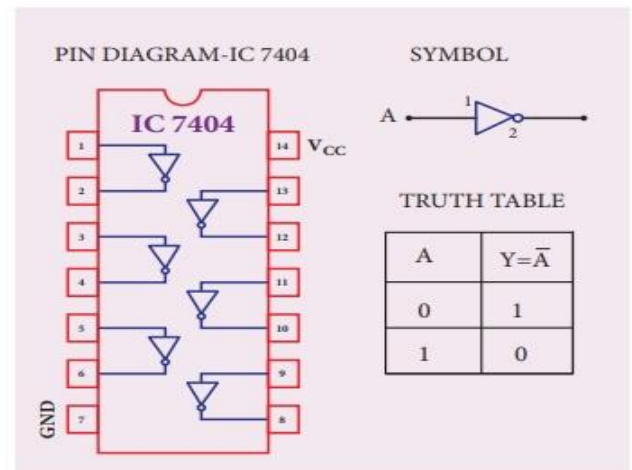 PIN DIAGRAM-IC 7404
SYMBOL
IC 7404
A
1
2
1
14
VCC
2
13
3
12
4
11
5
10
6
9
GND
7
8
TRUTH TABLE
A Y=A̅
0 1
1 0